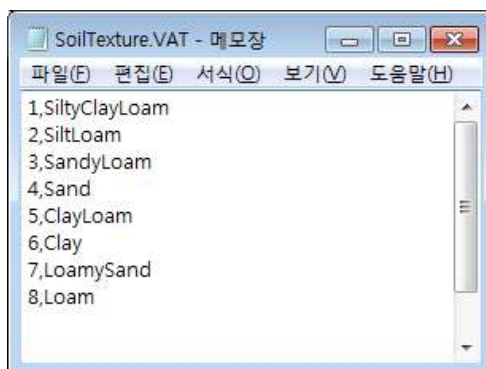 SoilTexture.VAT - 메모장
파일(F) 편집(E) 서식(O) 보기(V) 도움말(H)
1,SiltyClayLoam
2,SiltLoam
3,SandyLoam
4,Sand
5,ClayLoam
6,Clay
7,LoamySand
8,Loam